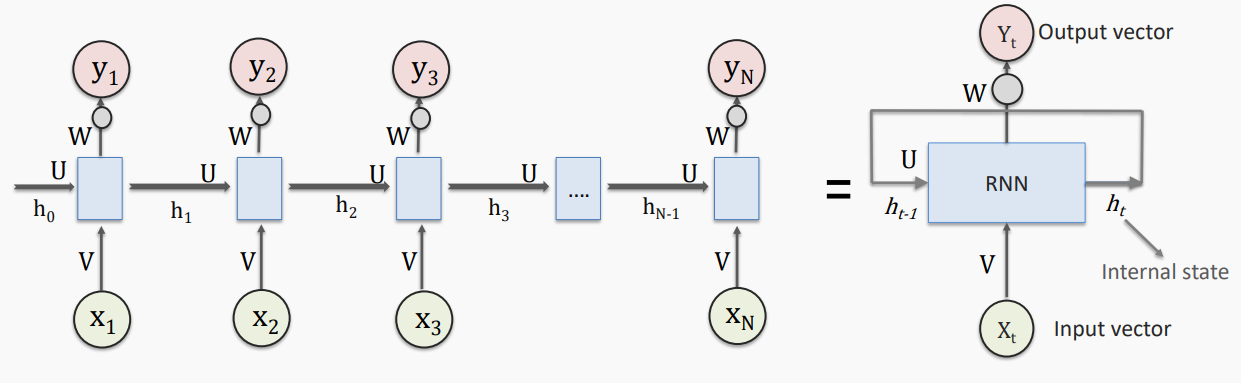 y1 y2 y3 yN Yt Output vector
W W W W W
U U U U U U
h0 h1 h2 h3 .... hN-1 = RNN ht-1 ht
V V V V V
Internal state
x1 x2 x3 xN Xt Input vector